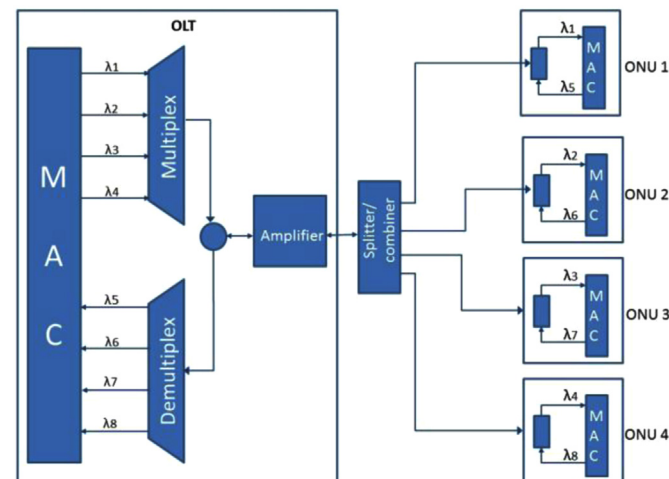 OLT
M
A
C
λ1
λ2
λ3
λ4
Multiplex
λ5
λ6
λ7
λ8
Demultiplex
Amplifier
Splitter/
combiner
λ1
λ5
M
A
C
ONU 1
λ2
λ6
M
A
C
ONU 2
λ3
λ7
M
A
C
ONU 3
λ4
λ8
M
A
C
ONU 4